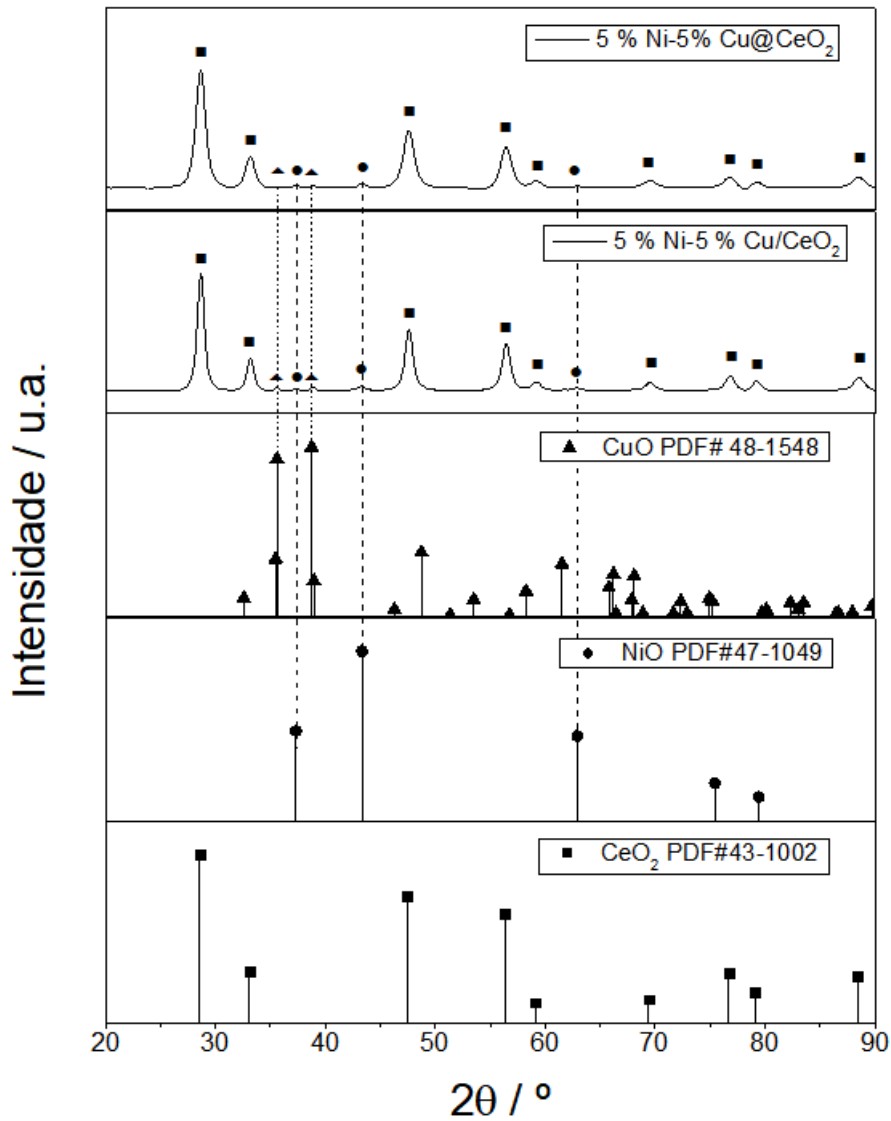 5 % Ni-5% Cu@CeO₂
5 % Ni-5 % Cu/CeO₂
CuO PDF# 48-1548
NiO PDF#47-1049
CeO₂ PDF#43-1002
Intensidade / u.a.
20 30 40 50 60 70 80 90
2θ / º